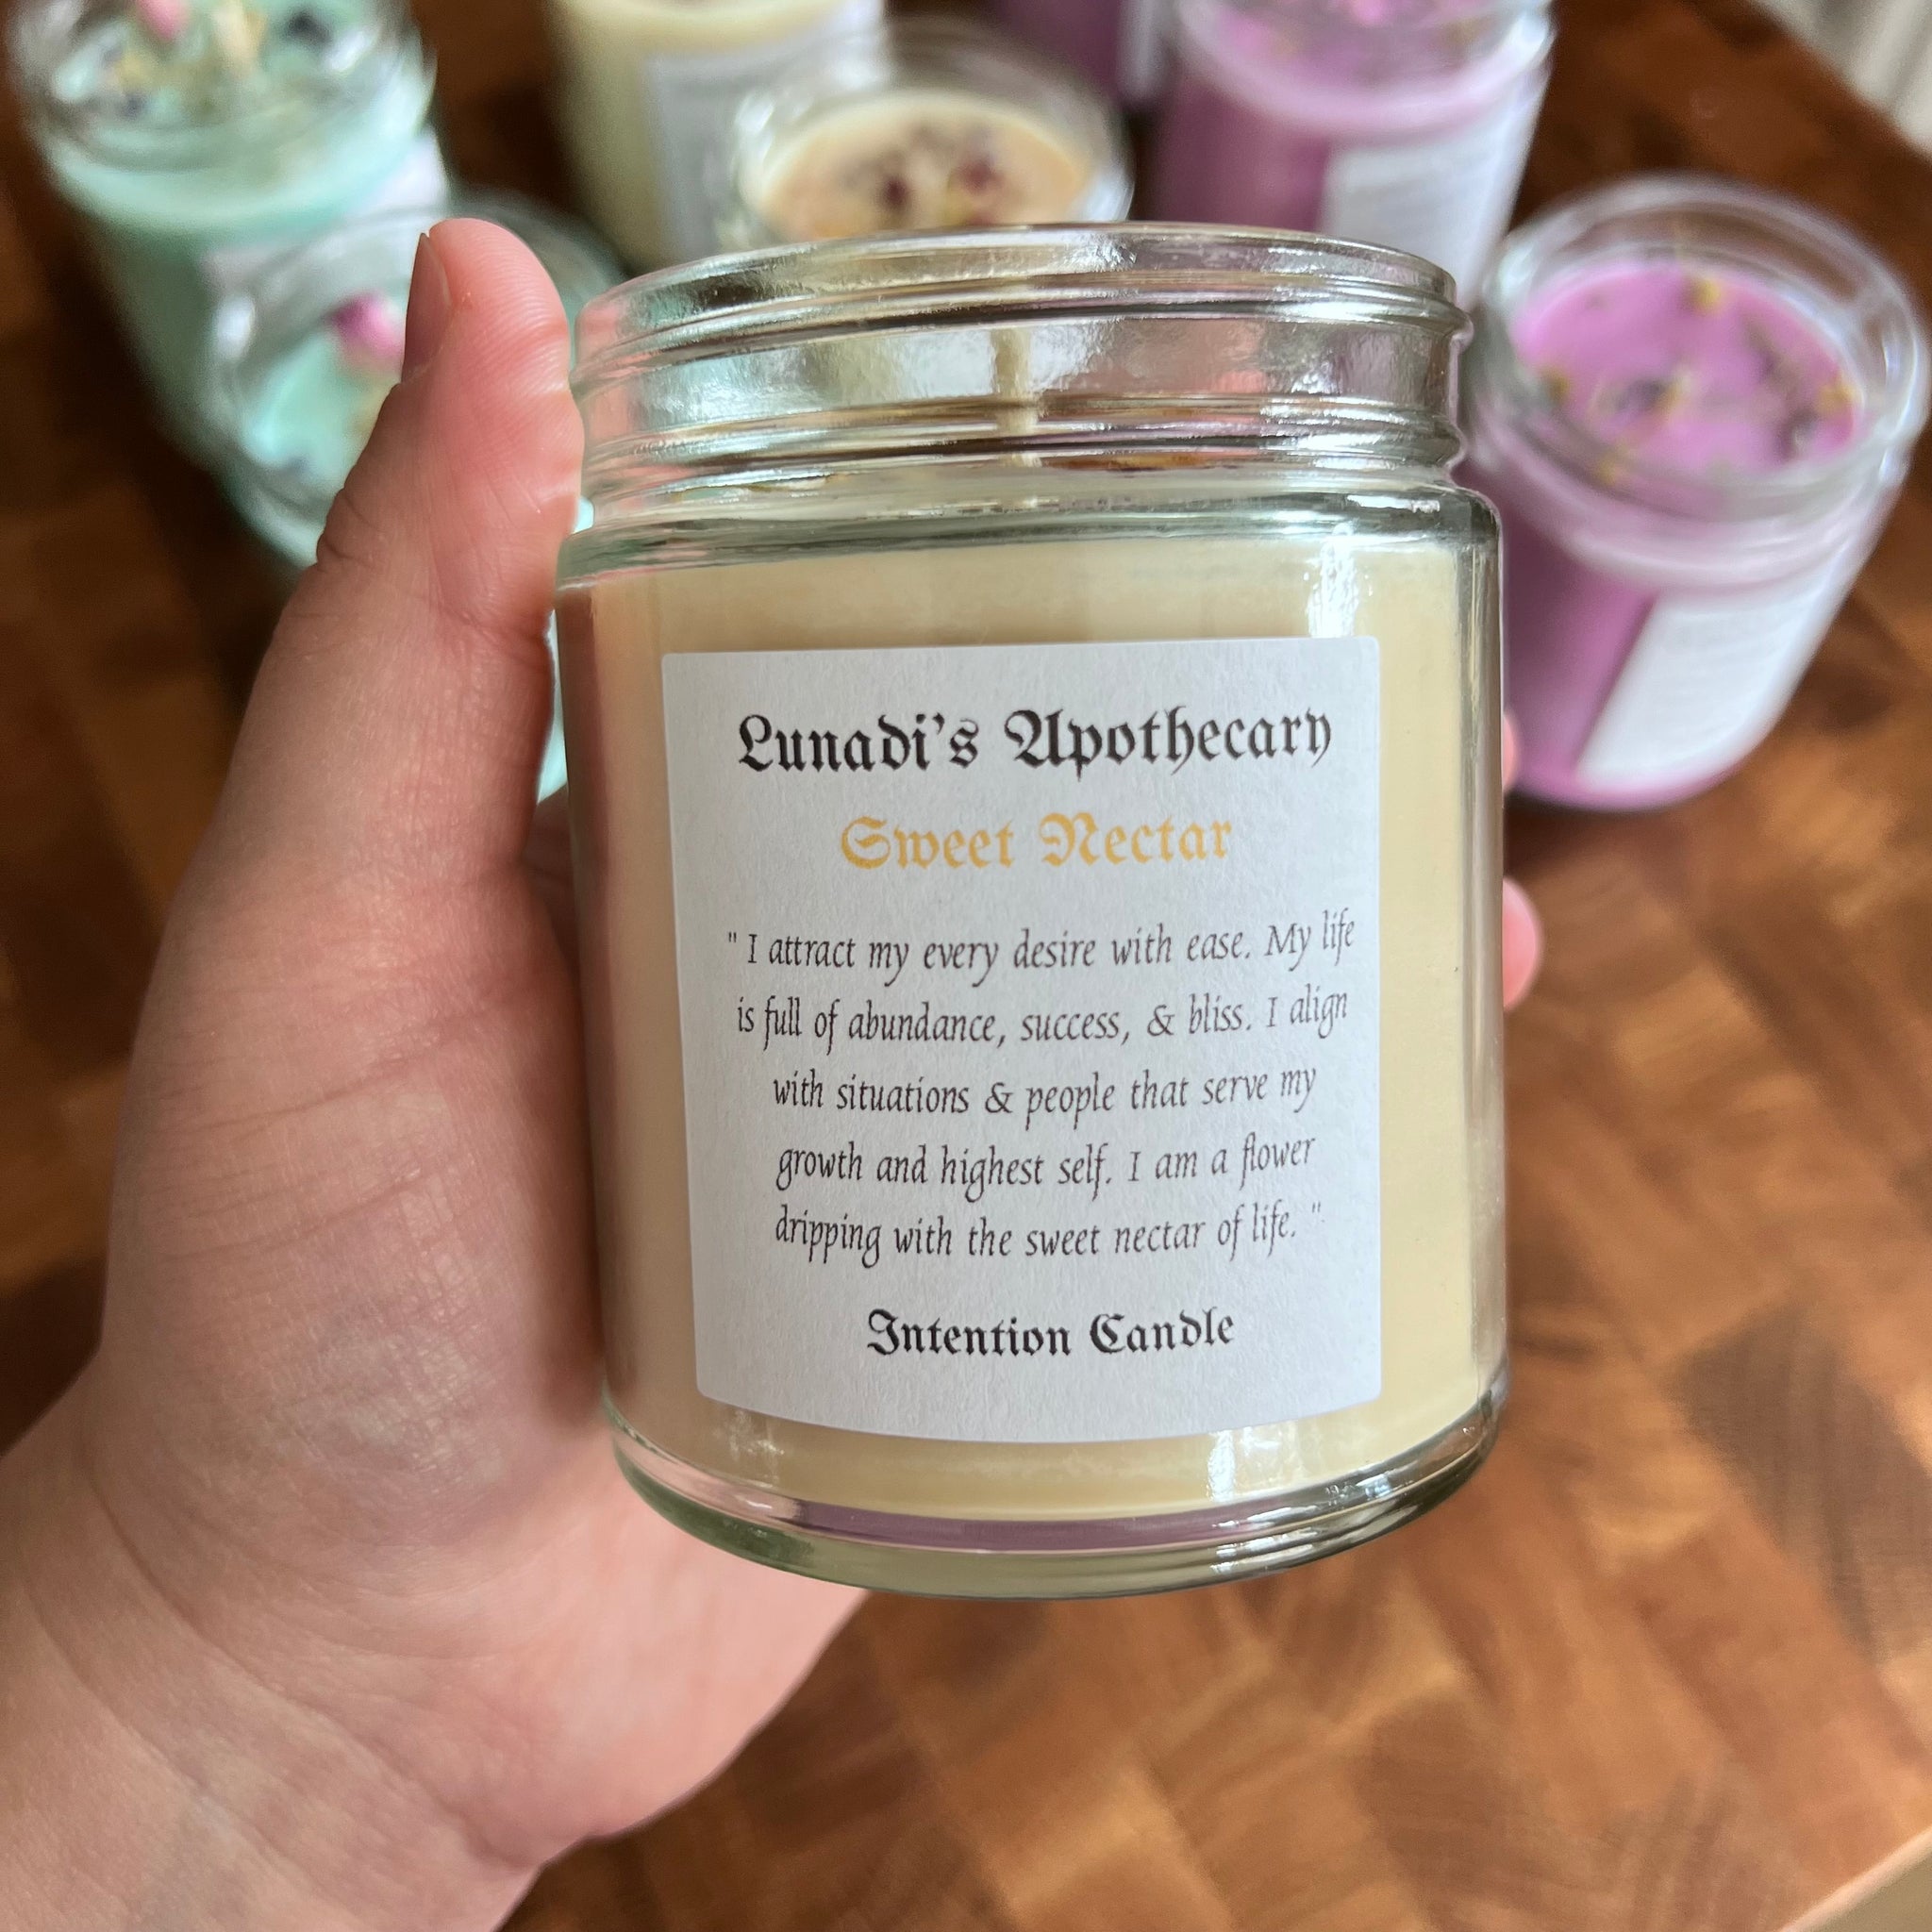 Lunadi's Apothecary
Sweet Nectar
" I attract my every desire with ease. My life
is full of abundance, success, & bliss. I align
with situations & people that serve my
growth and highest self. I am a flower
dripping with the sweet nectar of life. "
Intention Candle